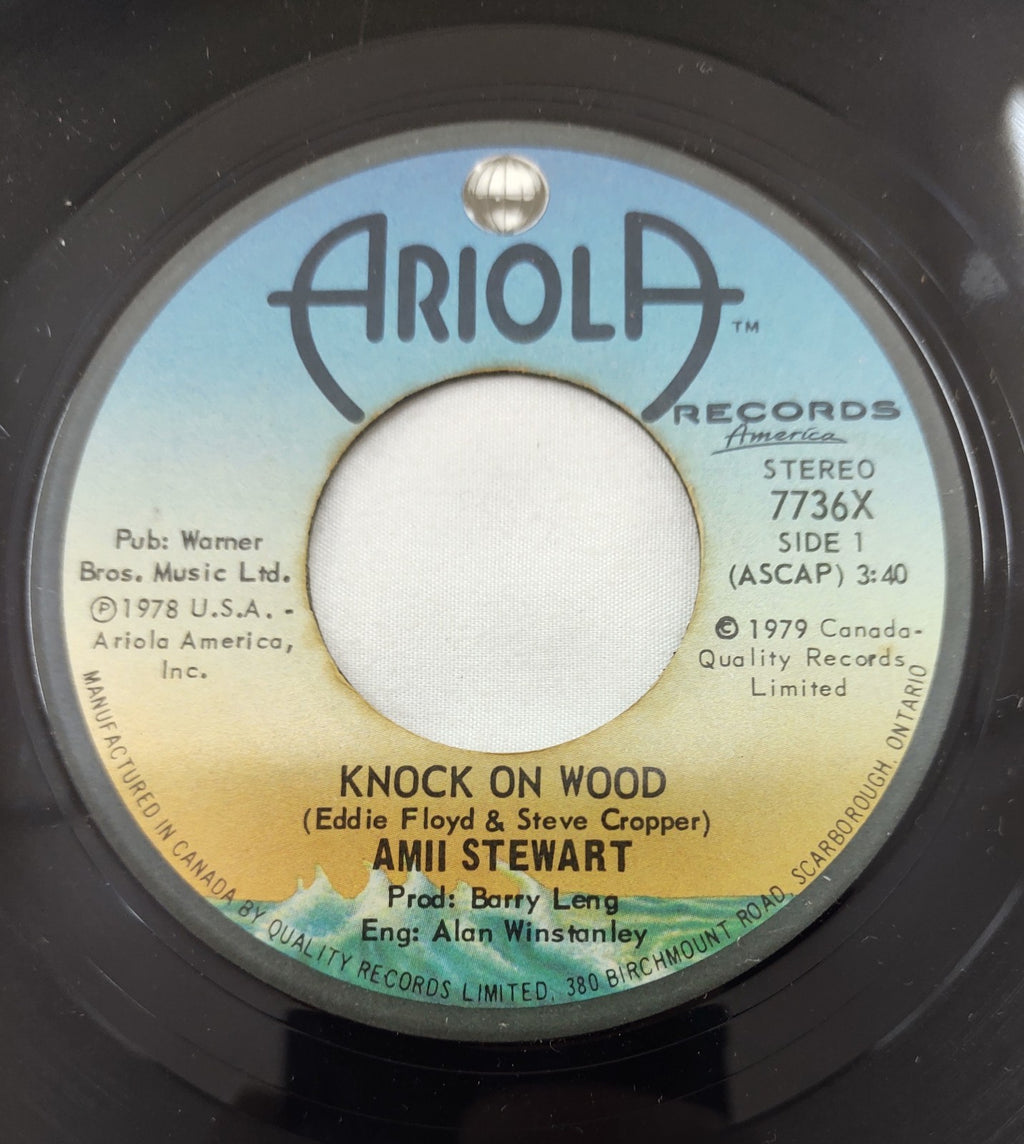 ARIOLA™
RECORDS
America
STEREO
7736X
SIDE 1
(ASCAP) 3:40
Pub: Warner
Bros. Music Ltd.
℗1978 U.S.A. -
Ariola America,
Inc.
© 1979 Canada-
Quality Records
Limited
KNOCK ON WOOD
(Eddie Floyd & Steve Cropper)
AMII STEWART
Prod: Barry Leng
Eng: Alan Winstanley
MANUFACTURED IN CANADA BY QUALITY RECORDS LIMITED, 380 BIRCHMOUNT ROAD, SCARBOROUGH, ONTARIO